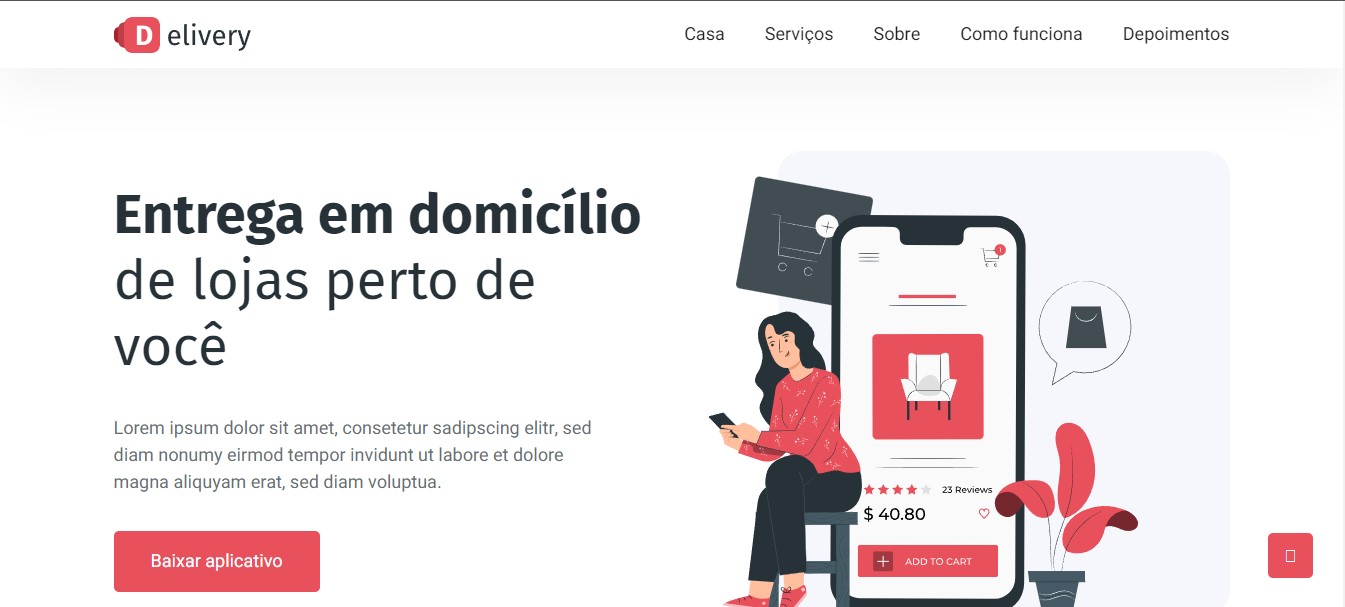 Delivery
Casa Serviços Sobre Como funciona Depoimentos
Entrega em domicílio
de lojas perto de
você
Lorem ipsum dolor sit amet, consetetur sadipscing elitr, sed
diam nonumy eirmod tempor invidunt ut labore et dolore
magna aliquyam erat, sed diam voluptua.
Baixar aplicativo
1
23 Reviews
$ 40.80
ADD TO CART